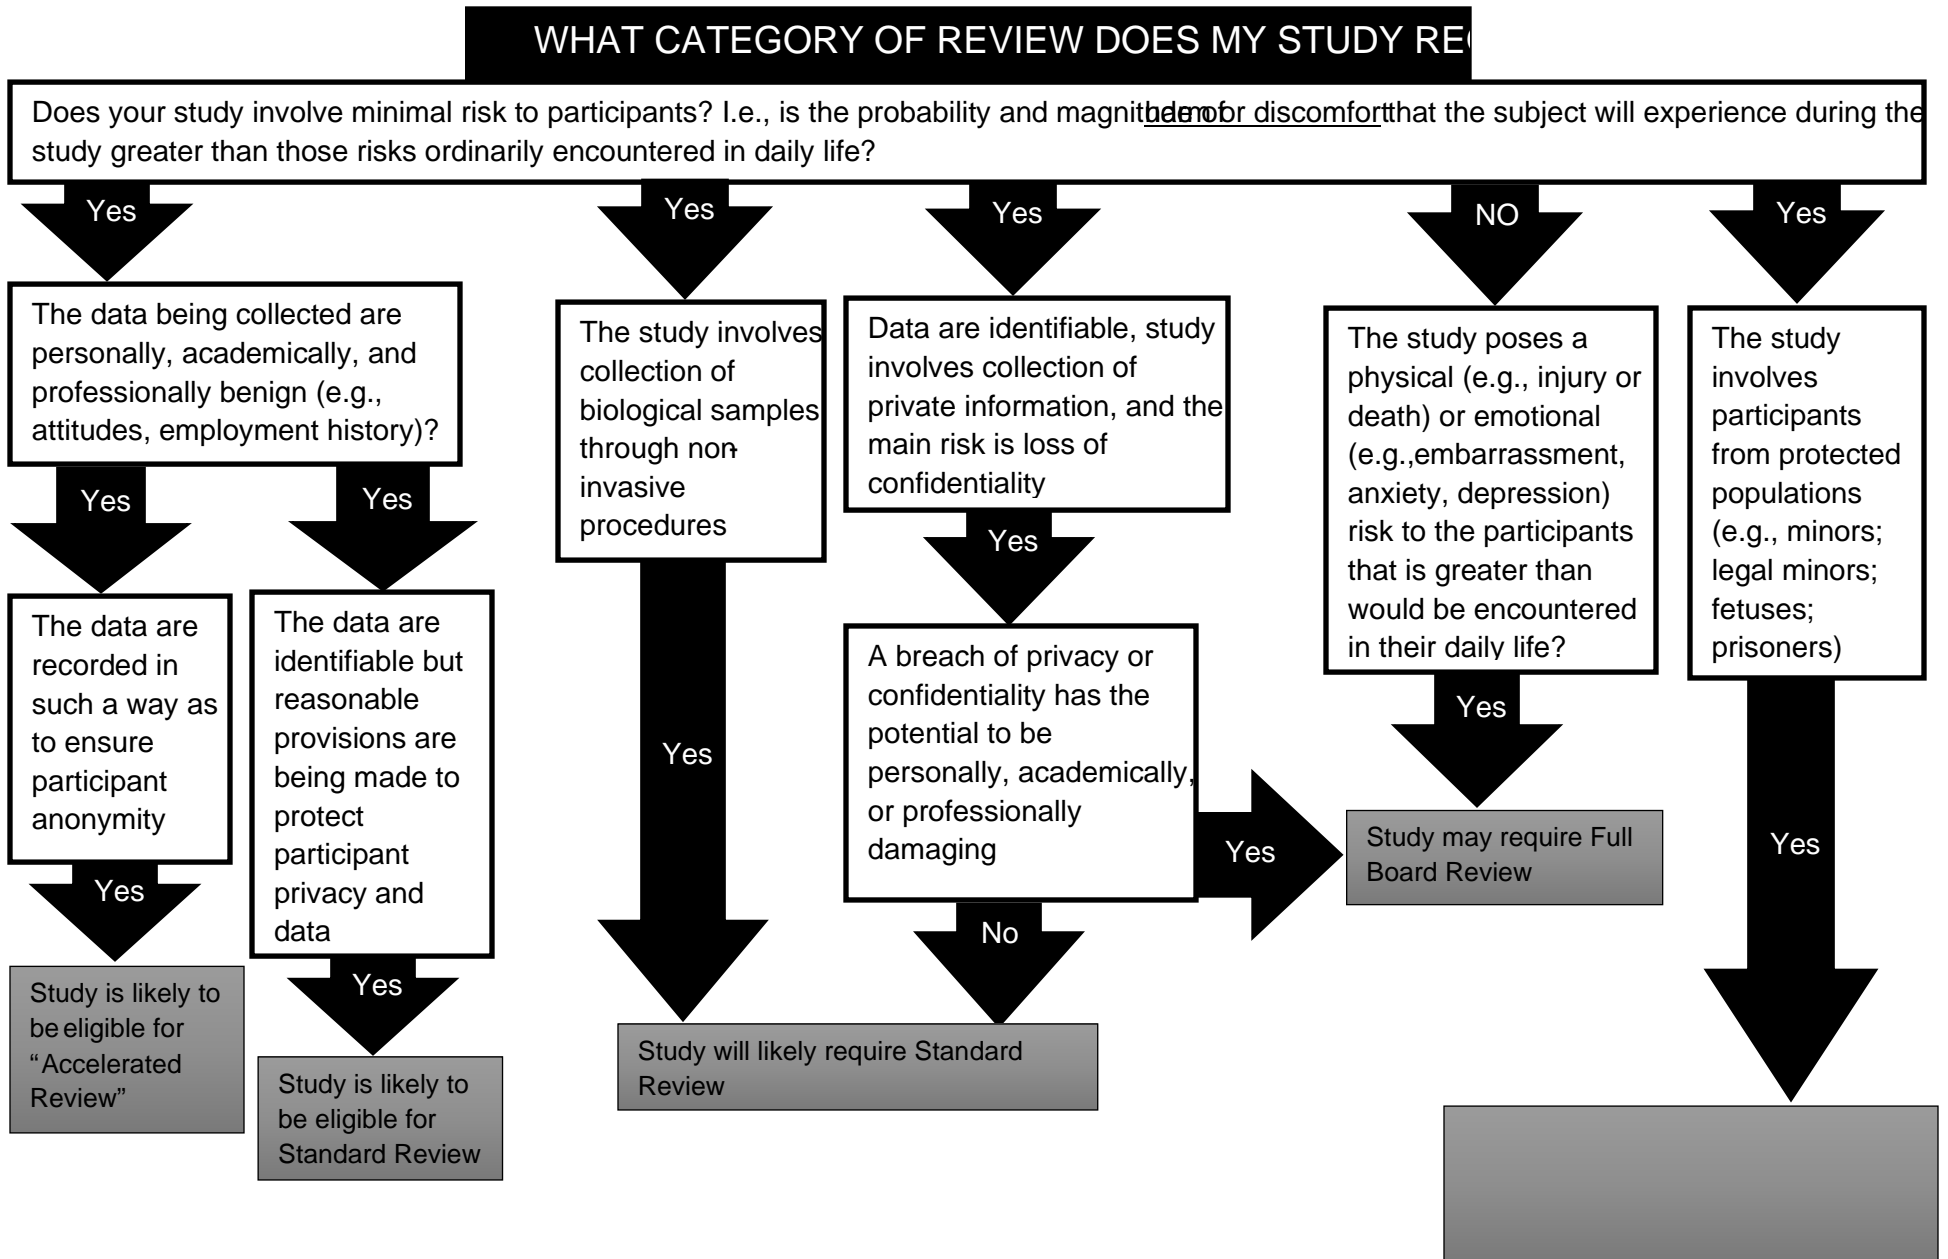 WHAT CATEGORY OF REVIEW DOES MY STUDY RE
Does your study involve minimal risk to participants? I.e., is the probability and magnitude of harm or discomfort that the subject will experience during the
study greater than those risks ordinarily encountered in daily life?
Yes
Yes
Yes
NO
Yes
The data being collected are
personally, academically, and
professionally benign (e.g.,
attitudes, employment history)?
The study involves
collection of
biological samples
through non-
invasive
procedures
Data are identifiable, study
involves collection of
private information, and the
main risk is loss of
confidentiality
The study poses a
physical (e.g., injury or
death) or emotional
(e.g.,embarrassment,
anxiety, depression)
risk to the participants
that is greater than
would be encountered
in their daily life?
The study
involves
participants
from protected
populations
(e.g., minors;
legal minors;
fetuses;
prisoners)
Yes
Yes
Yes
The data are
recorded in
such a way as
to ensure
participant
anonymity
The data are
identifiable but
reasonable
provisions are
being made to
protect
participant
privacy and
data
Yes
A breach of privacy or
confidentiality has the
potential to be
personally, academically,
or professionally
damaging
Yes
Yes
Yes
Study may require Full
Board Review
Yes
Yes
No
Study is likely to
be eligible for
“Accelerated
Review”
Study is likely to
be eligible for
Standard Review
Study will likely require Standard
Review